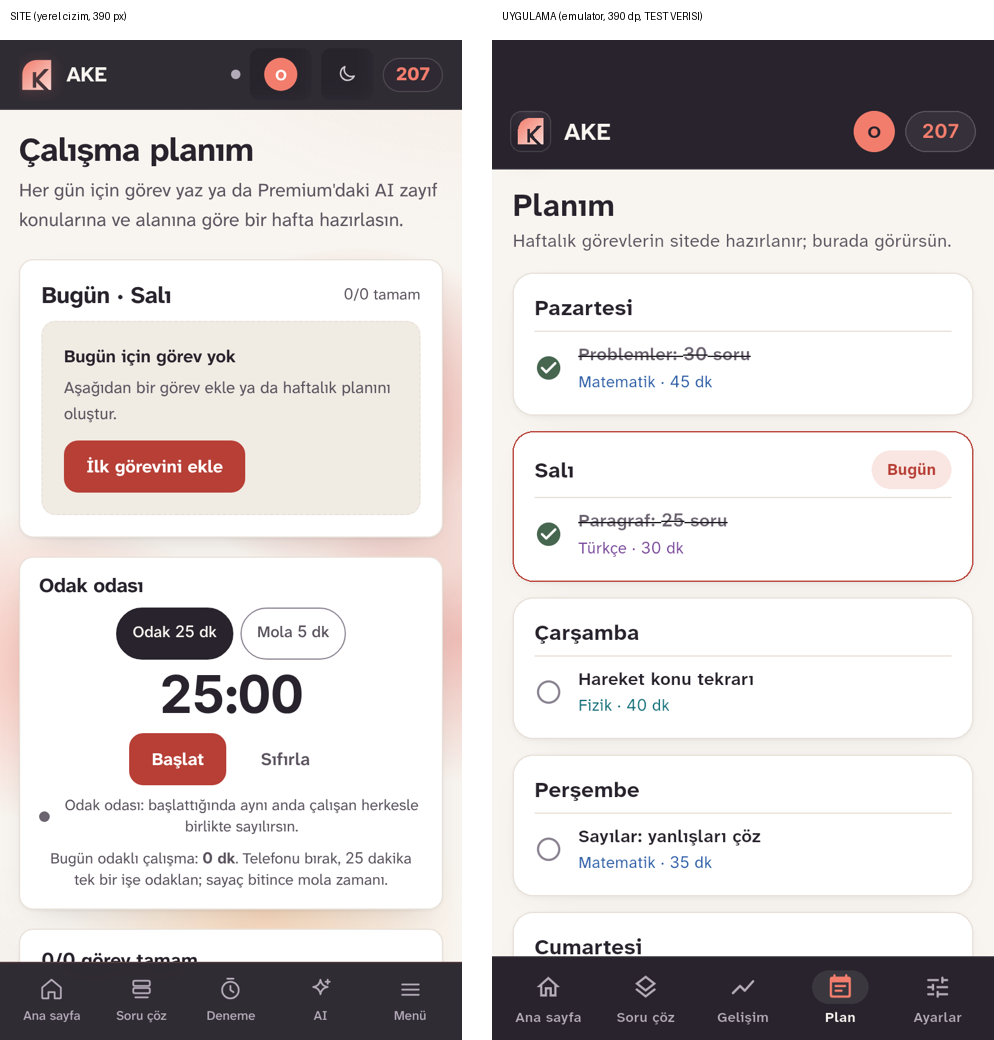 SITE (yerel cizim, 390 px)
AKE
O
207
Çalışma planım
Her gün için görev yaz ya da Premium'daki AI zayıf
konularına ve alanına göre bir hafta hazırlasın.
Bugün · Salı
0/0 tamam
Bugün için görev yok
Aşağıdan bir görev ekle ya da haftalık planını
oluştur.
İlk görevini ekle
Odak odası
Odak 25 dk
Mola 5 dk
25:00
Başlat
Sıfırla
Odak odası: başlattığında aynı anda çalışan herkesle
birlikte sayılırsın.
Bugün odaklı çalışma: 0 dk. Telefonu bırak, 25 dakika
tek bir işe odaklan; sayaç bitince mola zamanı.
0/0 görev tamam
Ana sayfa
Soru çöz
Deneme
AI
Menü
UYGULAMA (emulator, 390 dp, TEST VERISI)
K
AKE
O
207
Planım
Haftalık görevlerin sitede hazırlanır; burada görürsün.
Pazartesi
Problemler: 30 soru
Matematik · 45 dk
Salı
Bugün
Paragraf: 25 soru
Türkçe · 30 dk
Çarşamba
Hareket konu tekrarı
Fizik · 40 dk
Perşembe
Sayılar: yanlışları çöz
Matematik · 35 dk
Cumartesi
Ana sayfa
Soru çöz
Gelişim
Plan
Ayarlar